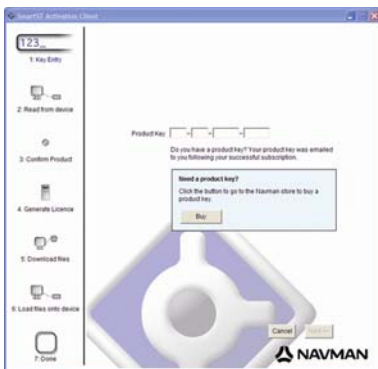 SmartST Activation Client
123_
1: Key Entry
2: Read from device
3: Confirm Product
4: Generate Licence
5: Download files
6: Load files onto device
7: Done
Product Key - - -
Do you have a product key? Your product key was emailed
to you following your successful subscription.
Need a product key?
Click the button to go to the Navman store to buy a
product key.
Buy
Cancel
NAVMAN